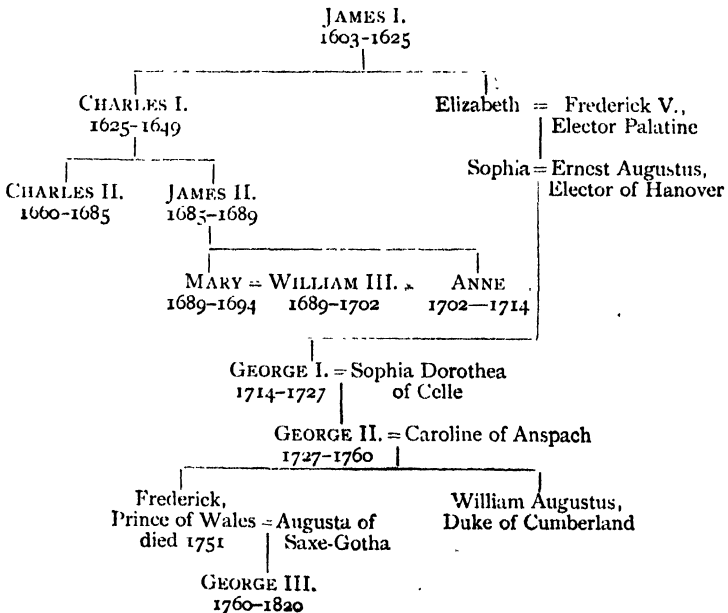 JAMES I.
1603-1625
CHARLES I.
1625-1649
Elizabeth = Frederick V.,
Elector Palatine
Sophia = Ernest Augustus,
Elector of Hanover
CHARLES II.
1660-1685
JAMES II.
1685-1689
MARY = WILLIAM III.
1689-1694 1689-1702
ANNE
1702—1714
GEORGE I. = Sophia Dorothea
1714-1727 of Celle
GEORGE II. = Caroline of Anspach
1727-1760
Frederick,
Prince of Wales = Augusta of
died 1751 Saxe-Gotha
William Augustus,
Duke of Cumberland
GEORGE III.
1760-1820